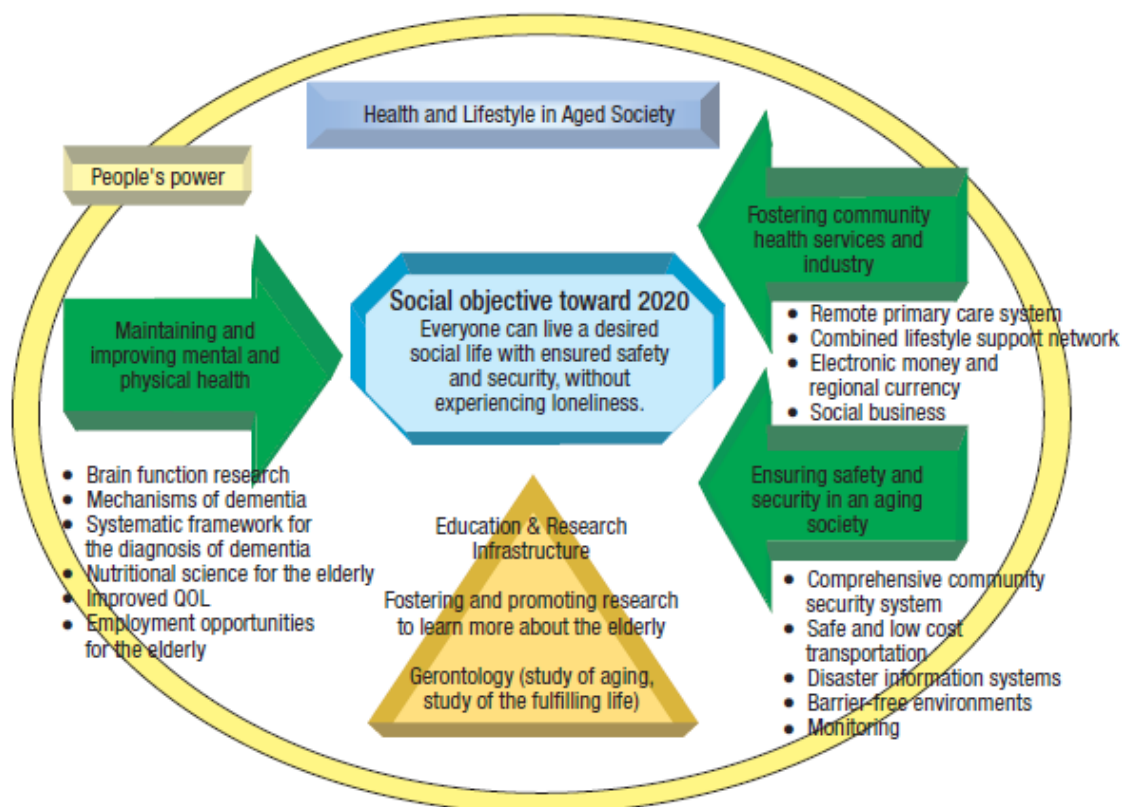 Health and Lifestyle in Aged Society
People's power
Maintaining and
improving mental and
physical health
• Brain function research
• Mechanisms of dementia
• Systematic framework for
the diagnosis of dementia
• Nutritional science for the elderly
• Improved QOL
• Employment opportunities
for the elderly
Social objective toward 2020
Everyone can live a desired
social life with ensured safety
and security, without
experiencing loneliness.
Education & Research
Infrastructure
Fostering and promoting research
to learn more about the elderly
Gerontology (study of aging,
study of the fulfilling life)
Fostering community
health services and
industry
• Remote primary care system
• Combined lifestyle support network
• Electronic money and
regional currency
• Social business
Ensuring safety and
security in an aging
society
• Comprehensive community
security system
• Safe and low cost
transportation
• Disaster information systems
• Barrier-free environments
• Monitoring